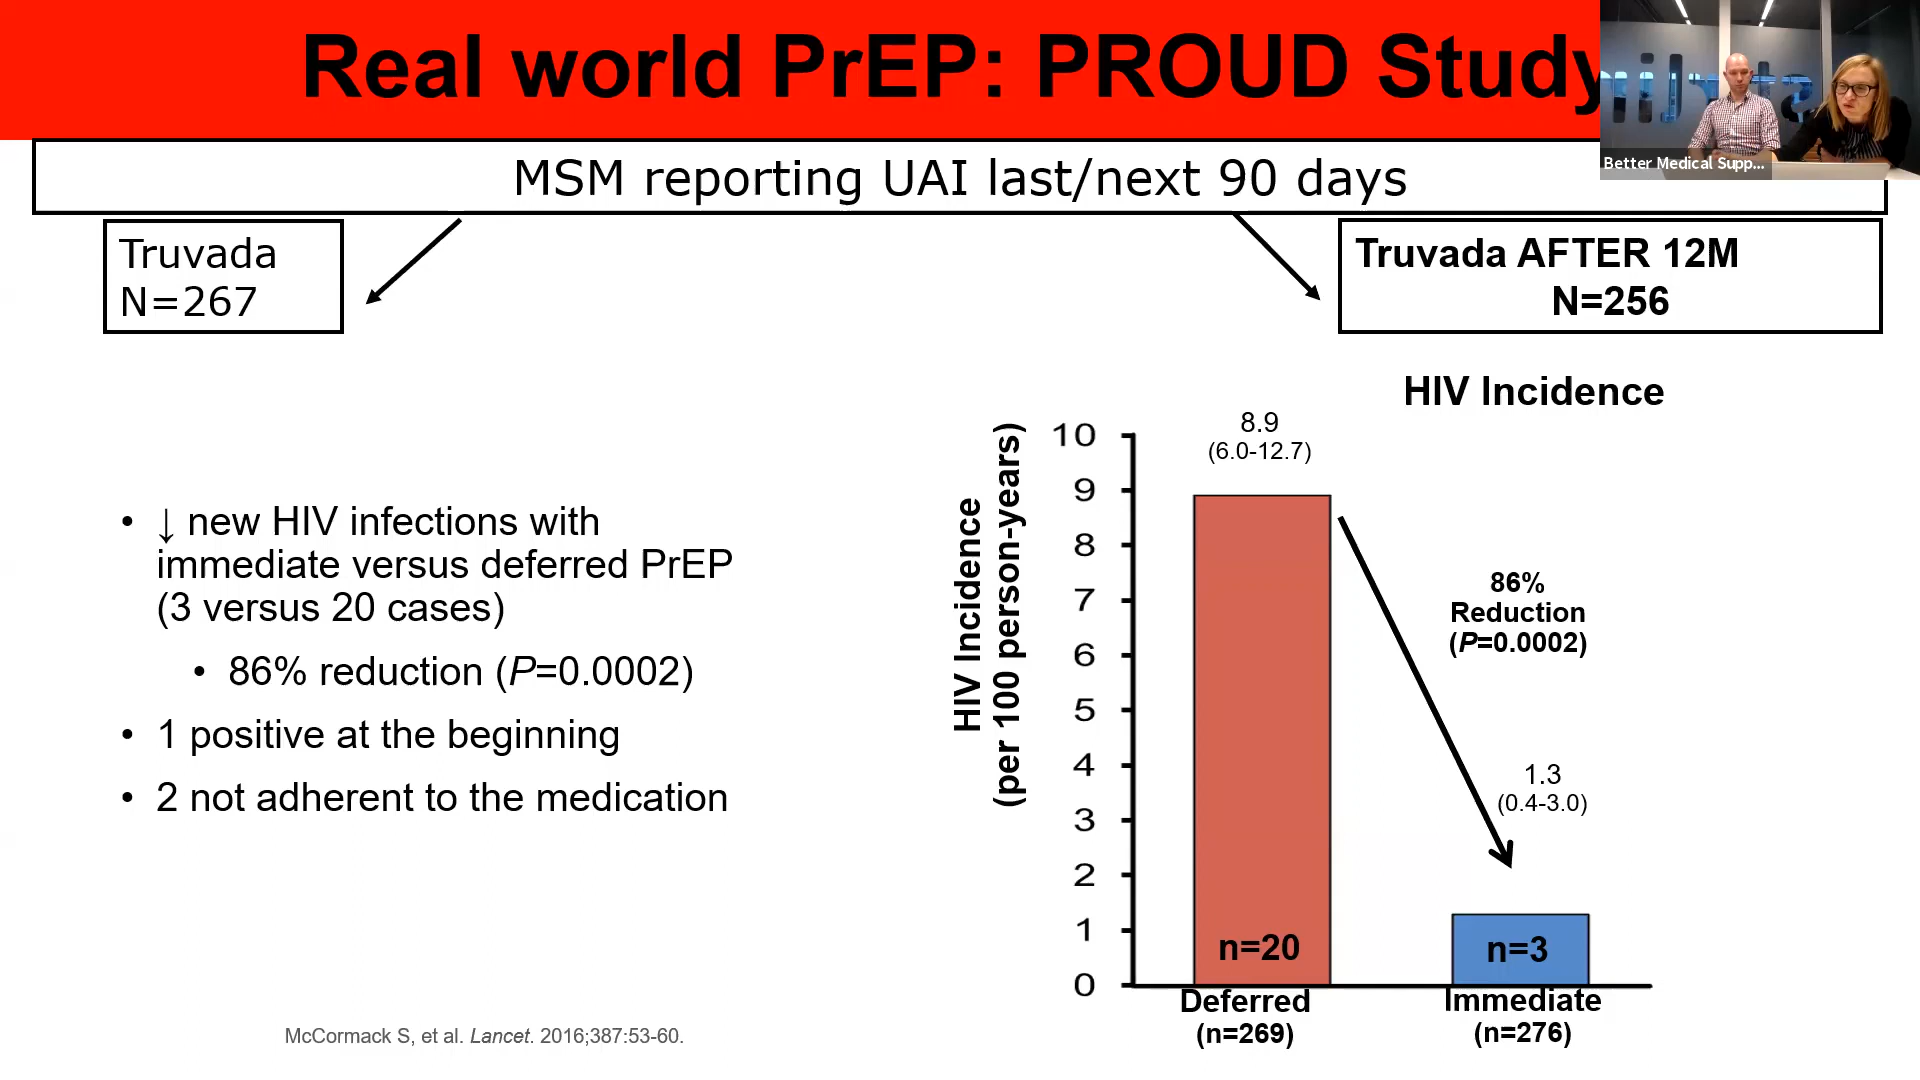 Real world PrEP: PROUD Study
Better Medical Supp...
MSM reporting UAI last/next 90 days
Truvada
N=267
Truvada AFTER 12M
N=256
• ↓ new HIV infections with
immediate versus deferred PrEP
(3 versus 20 cases)
• 86% reduction (P=0.0002)
• 1 positive at the beginning
• 2 not adherent to the medication
HIV Incidence
HIV Incidence
(per 100 person-years)
10
9
8
7
6
5
4
3
2
1
0
8.9
(6.0-12.7)
86%
Reduction
(P=0.0002)
1.3
(0.4-3.0)
n=20
n=3
Deferred
(n=269)
Immediate
(n=276)
McCormack S, et al. Lancet. 2016;387:53-60.